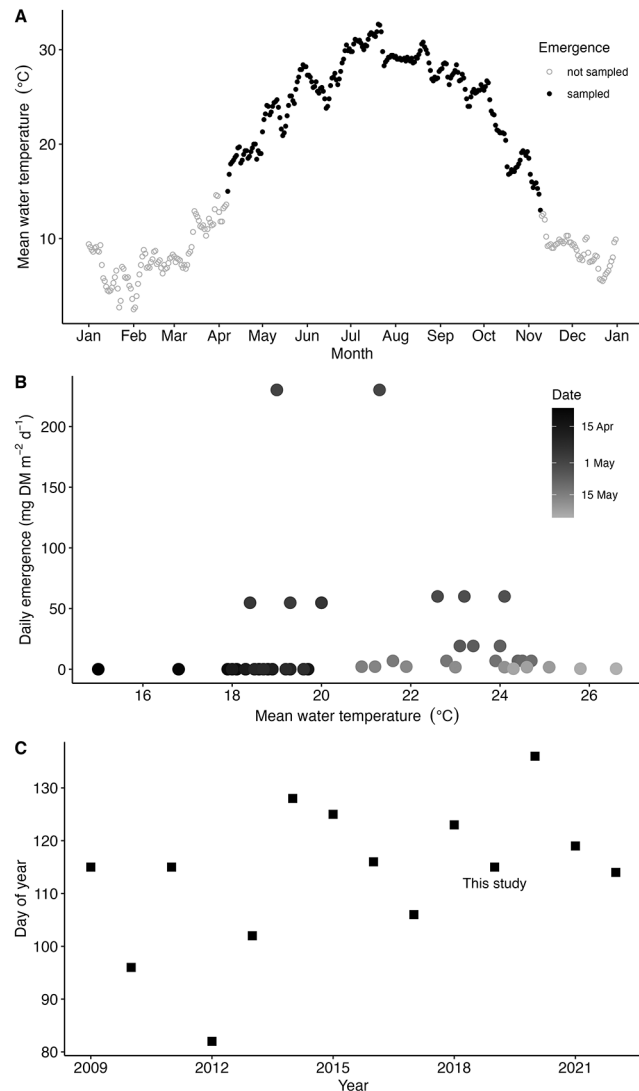 A
30
20
10
Mean water temperature (°C)
Emergence
not sampled
sampled
Jan Feb Mar Apr May Jun Jul Aug Sep Oct Nov Dec Jan
Month
B
200
150
100
50
0
Daily emergence (mg DM m⁻² d⁻¹)
Date
15 Apr
1 May
15 May
16 18 20 22 24 26
Mean water temperature (°C)
C
130
120
110
100
90
80
Day of year
This study
2009 2012 2015 2018 2021
Year